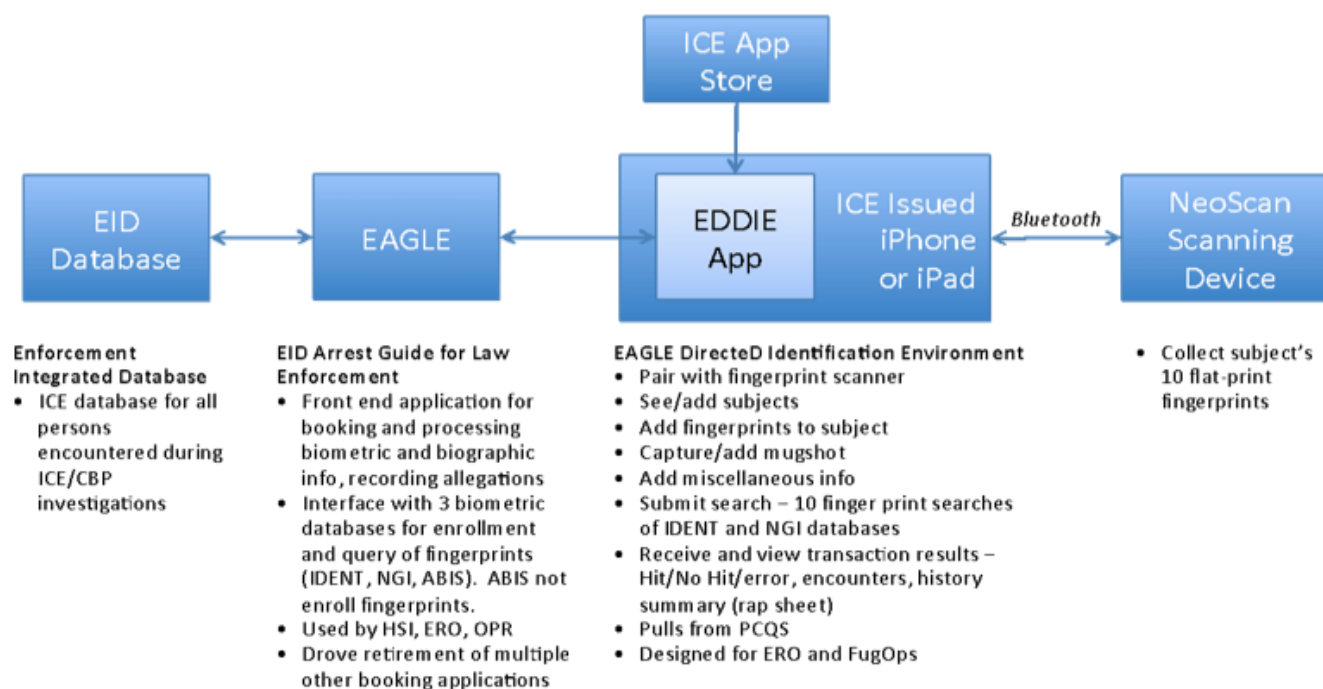 ICE App
Store
EID
Database
EAGLE
EDDIE
App
ICE Issued
iPhone
or iPad
Bluetooth
NeoScan
Scanning
Device
Enforcement
Integrated Database
• ICE database for all
persons
encountered during
ICE/CBP
investigations
EID Arrest Guide for Law
Enforcement
• Front end application for
booking and processing
biometric and biographic
info, recording allegations
• Interface with 3 biometric
databases for enrollment
and query of fingerprints
(IDENT, NGI, ABIS). ABIS not
enroll fingerprints.
• Used by HSI, ERO, OPR
• Drove retirement of multiple
other booking applications
EAGLE DirecteD Identification Environment
• Pair with fingerprint scanner
• See/add subjects
• Add fingerprints to subject
• Capture/add mugshot
• Add miscellaneous info
• Submit search – 10 finger print searches
of IDENT and NGI databases
• Receive and view transaction results –
Hit/No Hit/error, encounters, history
summary (rap sheet)
• Pulls from PCQS
• Designed for ERO and FugOps
• Collect subject's
10 flat-print
fingerprints